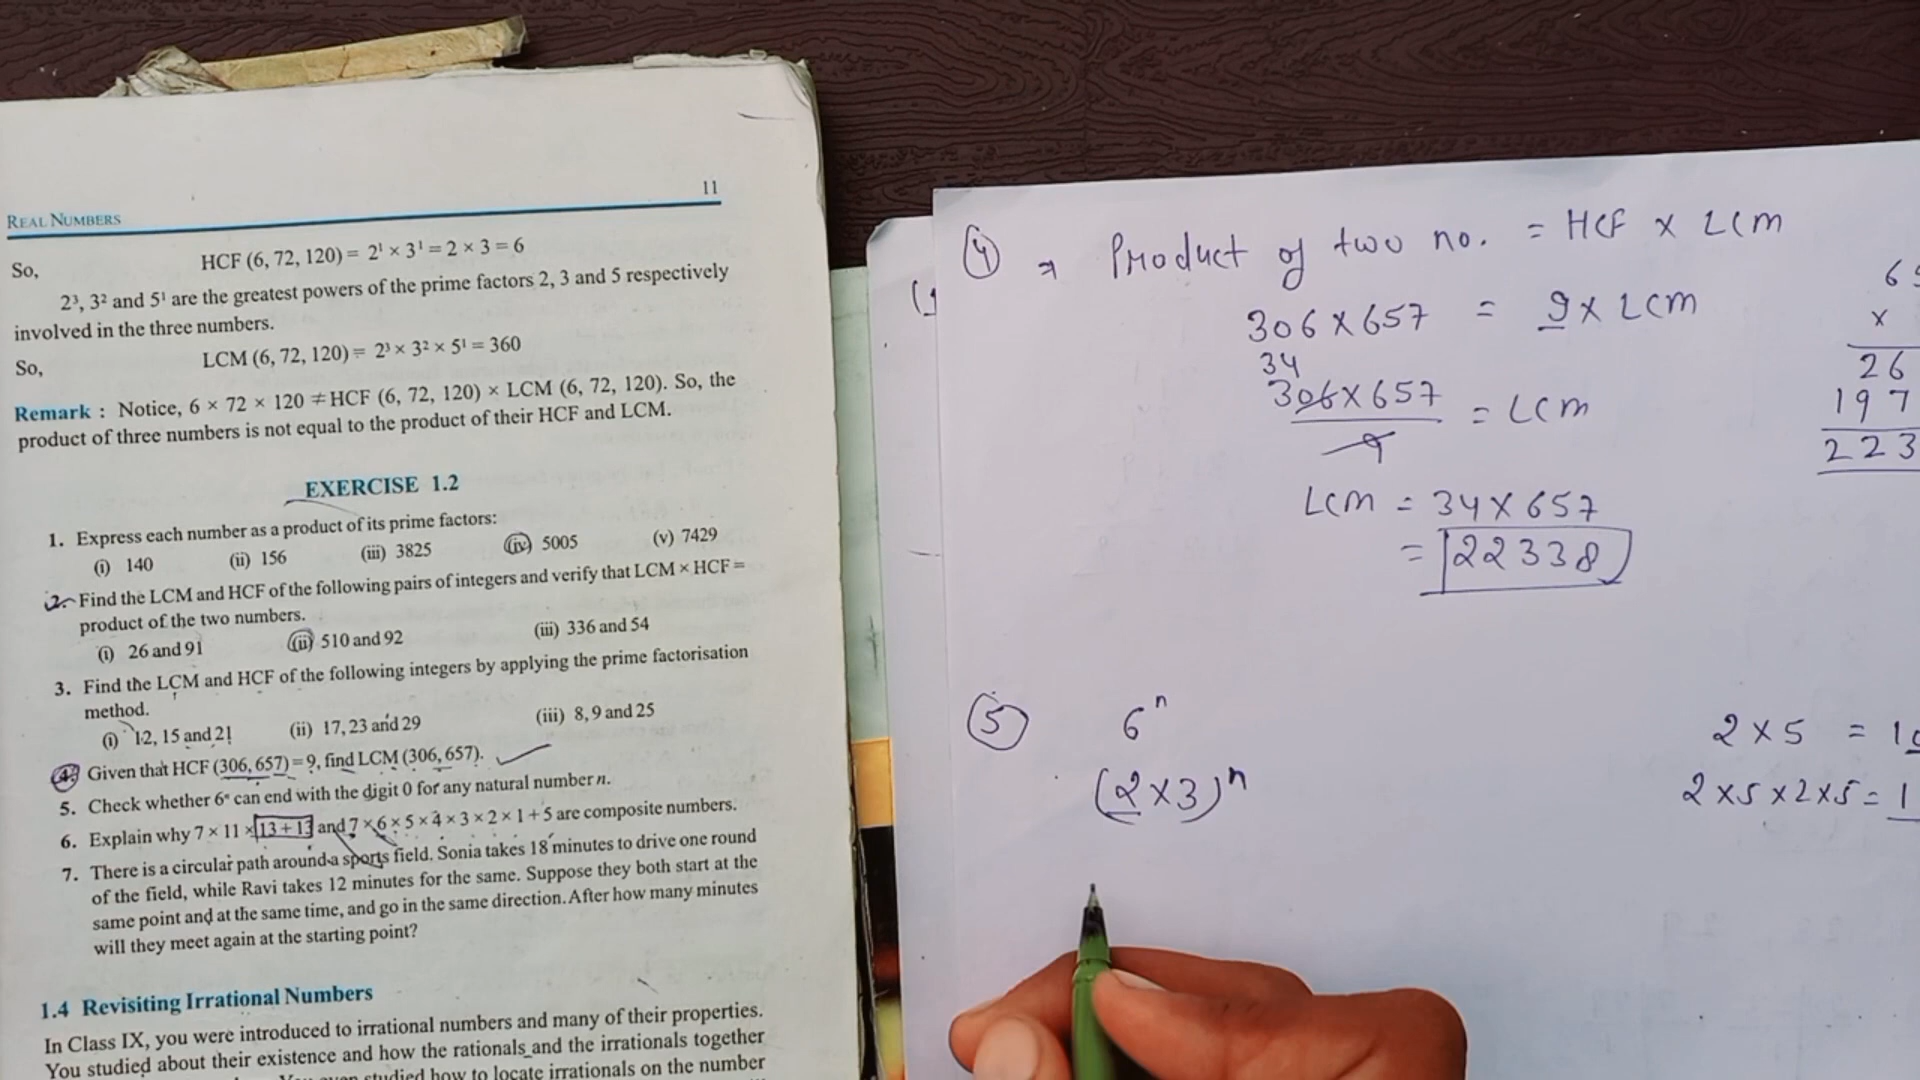 11
REAL NUMBERS
So, HCF (6, 72, 120) = 2¹ × 3¹ = 2 × 3 = 6
2³, 3² and 5¹ are the greatest powers of the prime factors 2, 3 and 5 respectively
involved in the three numbers.
So, LCM (6, 72, 120) = 2³ × 3² × 5¹ = 360
Remark : Notice, 6 × 72 × 120 ≠ HCF (6, 72, 120) × LCM (6, 72, 120). So, the
product of three numbers is not equal to the product of their HCF and LCM.
EXERCISE 1.2
1. Express each number as a product of its prime factors:
(i) 140 (ii) 156 (iii) 3825 (iv) 5005 (v) 7429
2. Find the LCM and HCF of the following pairs of integers and verify that LCM × HCF =
product of the two numbers.
(i) 26 and 91 (ii) 510 and 92 (iii) 336 and 54
3. Find the LCM and HCF of the following integers by applying the prime factorisation
method.
(i) 12, 15 and 21 (ii) 17, 23 and 29 (iii) 8, 9 and 25
4. Given that HCF (306, 657) = 9, find LCM (306, 657).
5. Check whether 6ⁿ can end with the digit 0 for any natural number n.
6. Explain why 7 × 11 × 13 + 13 and 7 × 6 × 5 × 4 × 3 × 2 × 1 + 5 are composite numbers.
7. There is a circular path around a sports field. Sonia takes 18 minutes to drive one round
of the field, while Ravi takes 12 minutes for the same. Suppose they both start at the
same point and at the same time, and go in the same direction. After how many minutes
will they meet again at the starting point?
1.4 Revisiting Irrational Numbers
In Class IX, you were introduced to irrational numbers and many of their properties.
You studied about their existence and how the rationals and the irrationals together
how to locate irrationals on the number
4 ⇒ Product of two no. = HCF × LCM
306 × 657 = 9 × LCM
34
306 × 657 = LCM
9
LCM = 34 × 657
= 22338
6
×
26
197
223
5 6ⁿ
(2 × 3)ⁿ
2 × 5 = 1
2 × 5 × 2 × 5 = 1